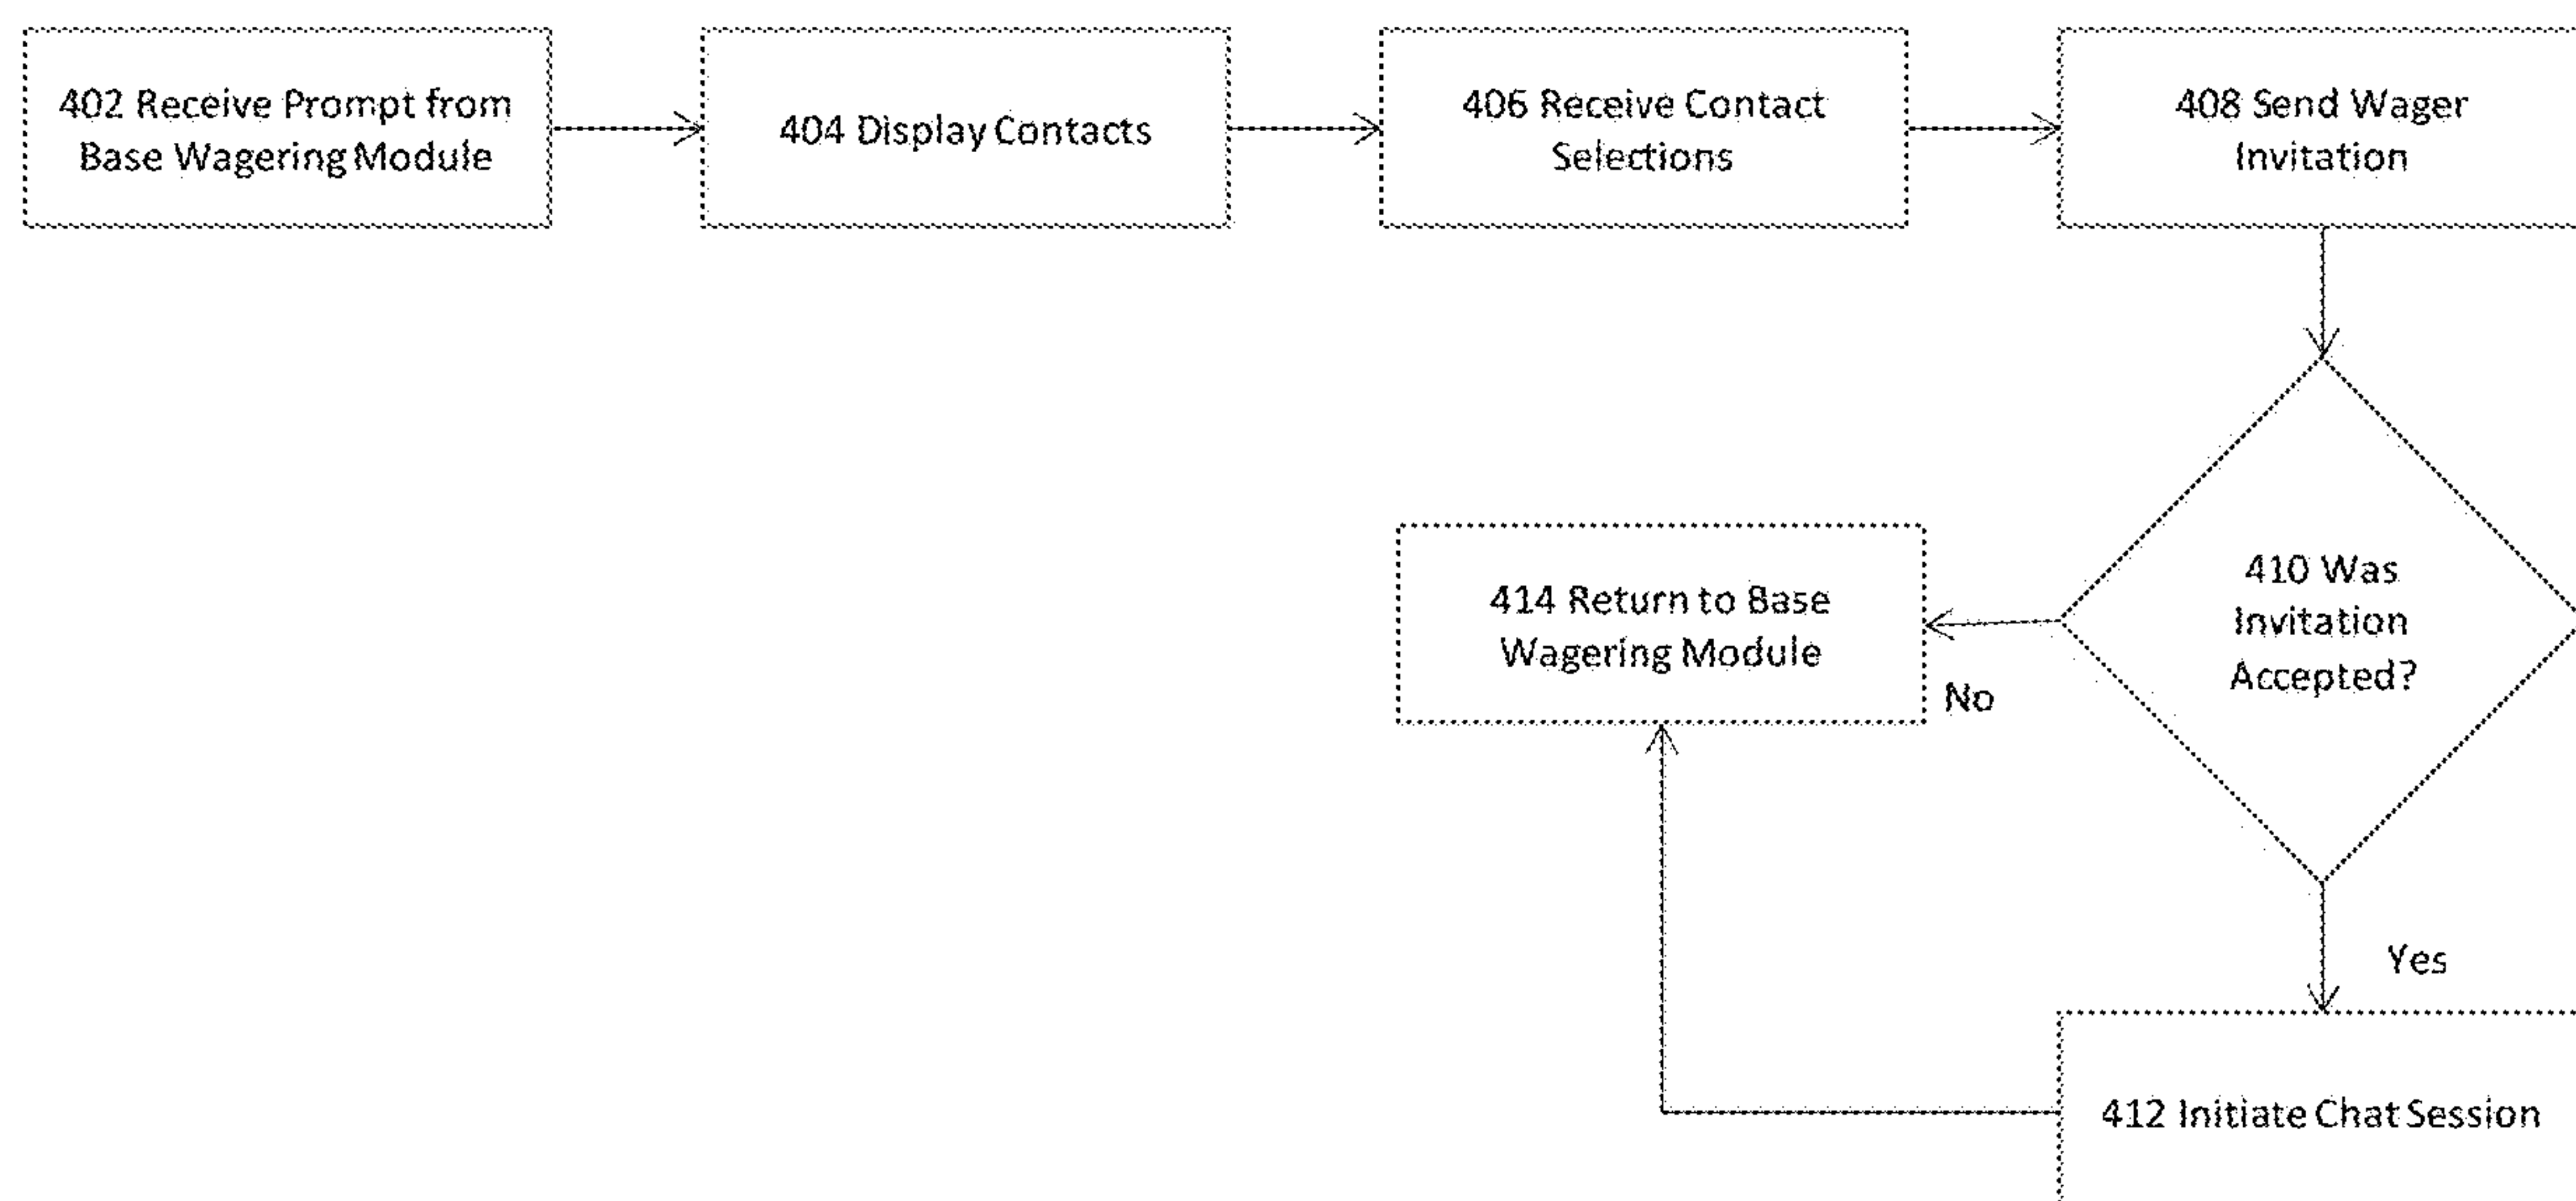 402 Receive Prompt from
Base Wagering Module
404 Display Contacts
406 Receive Contact
Selections
408 Send Wager
Invitation
410 Was
Invitation
Accepted?
414 Return to Base
Wagering Module
No
Yes
412 Initiate Chat Session